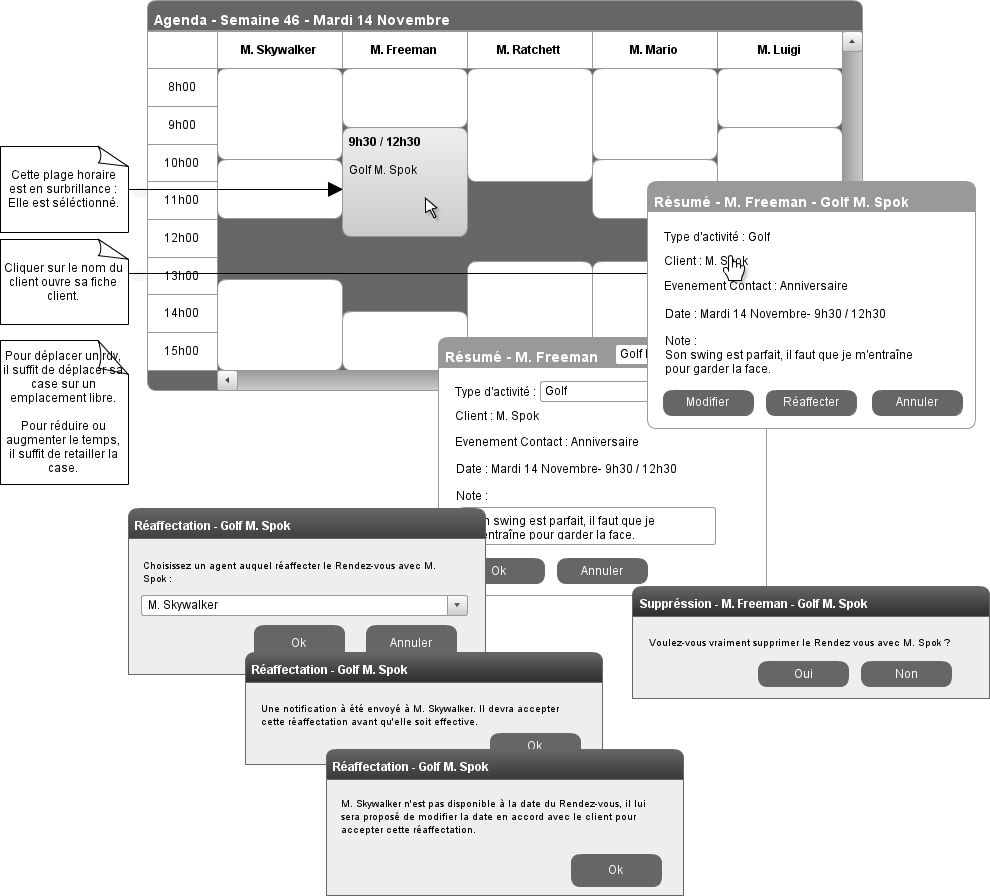 Agenda - Semaine 46 - Mardi 14 Novembre
M. Skywalker
M. Freeman
M. Ratchett
M. Mario
M. Luigi
8h00
9h00
10h00
11h00
12h00
13h00
14h00
15h00
9h30 / 12h30
Golf M. Spok
Cette plage horaire
est en surbrillance :
Elle est séléctionné.
Cliquer sur le nom du
client ouvre sa fiche
client.
Pour déplacer un rdv,
il suffit de déplacer sa
case sur un
emplacement libre.
Pour réduire ou
augmenter le temps,
il suffit de retailler la
case.
Résumé - M. Freeman - Golf M. Spok
Type d'activité : Golf
Client : M. Spok
Evenement Contact : Anniversaire
Date : Mardi 14 Novembre- 9h30 / 12h30
Note :
Son swing est parfait, il faut que je m'entraîne
pour garder la face.
Modifier
Réaffecter
Annuler
Résumé - M. Freeman
Golf
Type d'activité :
Golf
Client : M. Spok
Evenement Contact : Anniversaire
Date : Mardi 14 Novembre- 9h30 / 12h30
Note :
n swing est parfait, il faut que je
entraîne pour garder la face.
Ok
Annuler
Réaffectation - Golf M. Spok
Choisissez un agent auquel réaffecter le Rendez-vous avec M.
Spok :
M. Skywalker
Ok
Annuler
Suppréssion - M. Freeman - Golf M. Spok
Voulez-vous vraiment supprimer le Rendez vous avec M. Spok ?
Oui
Non
Réaffectation - Golf M. Spok
Une notification à été envoyé à M. Skywalker. Il devra accepter
cette réaffectation avant qu'elle soit effective.
Ok
Réaffectation - Golf M. Spok
M. Skywalker n'est pas disponible à la date du Rendez-vous, il lui
sera proposé de modifier la date en accord avec le client pour
accepter cette réaffectation.
Ok